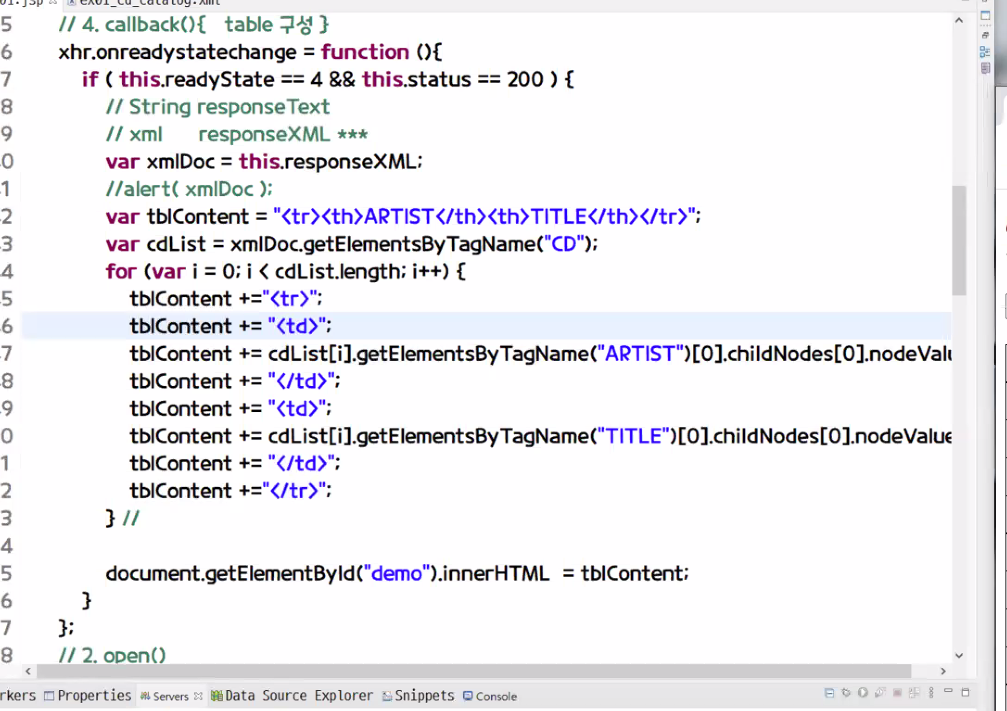 01.jsp ex01_cd_catalog.xml
5 // 4. callback(){ table 구성 }
6 xhr.onreadystatechange = function (){
7 if ( this.readyState == 4 && this.status == 200 ) {
8 // String responseText
9 // xml responseXML ***
0 var xmlDoc = this.responseXML;
1 //alert( xmlDoc );
2 var tblContent = "<tr><th>ARTIST</th><th>TITLE</th></tr>";
3 var cdList = xmlDoc.getElementsByTagName("CD");
4 for (var i = 0; i < cdList.length; i++) {
5 tblContent +="<tr>";
6 tblContent += "<td>";
7 tblContent += cdList[i].getElementsByTagName("ARTIST")[0].childNodes[0].nodeValu
8 tblContent += "</td>";
9 tblContent += "<td>";
0 tblContent += cdList[i].getElementsByTagName("TITLE")[0].childNodes[0].nodeValue
1 tblContent += "</td>";
2 tblContent +="</tr>";
3 } //
4
5 document.getElementById("demo").innerHTML = tblContent;
6 }
7 };
8 // 2. open()
rkers Properties Servers Data Source Explorer Snippets Console